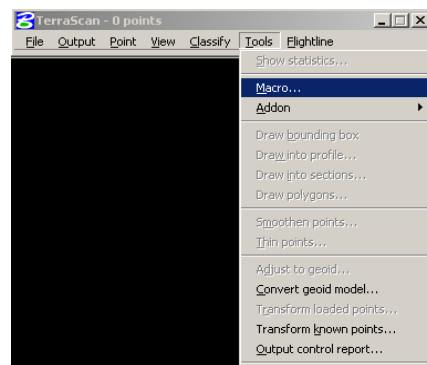 TerraScan - 0 points
File Output Point View Classify Tools Flightline
Show statistics...
Macro...
Addon
Draw bounding box
Draw into profile...
Draw into sections...
Draw polygons...
Smoothen points...
Thin points...
Adjust to geoid...
Convert geoid model...
Transform loaded points...
Transform known points...
Output control report...